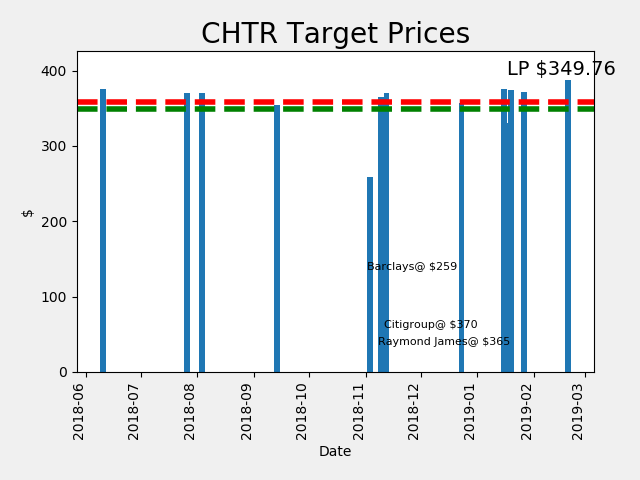 CHTR Target Prices
LP $349.76
400
300
200
100
0
$
Barclays@ $259
Citigroup@ $370
Raymond James@ $365
2018-06
2018-07
2018-08
2018-09
2018-10
2018-11
2018-12
2019-01
2019-02
2019-03
Date